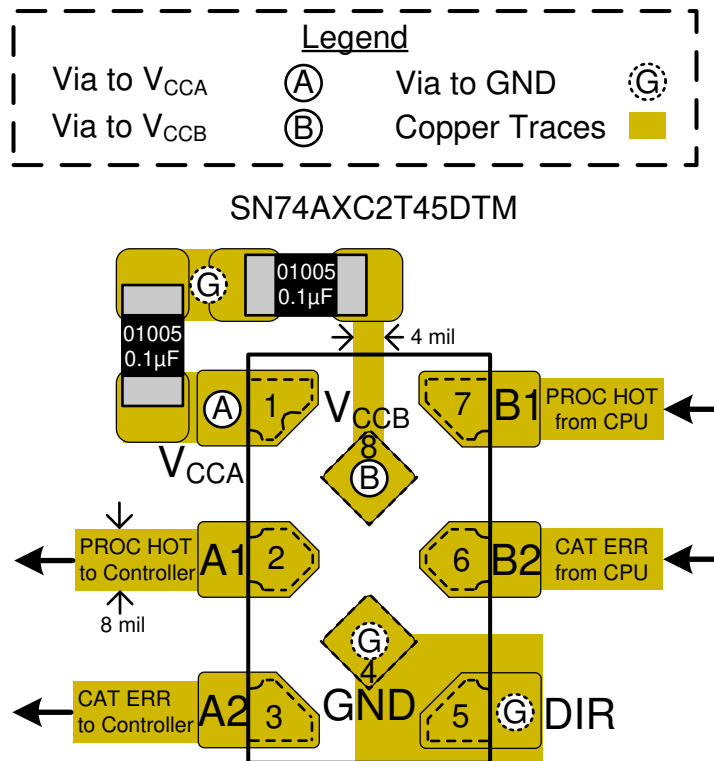 Legend
Via to VCCA A Via to GND G
Via to VCCB B Copper Traces
SN74AXC2T45DTM
G
01005
0.1µF
01005
0.1µF
4 mil
A
1
VCCA
VCCB
8
B
7
B1
PROC HOT
from CPU
PROC HOT
to Controller
A1
2
8 mil
6
B2
CAT ERR
from CPU
G
4
GND
CAT ERR
to Controller
A2
3
5
G
DIR